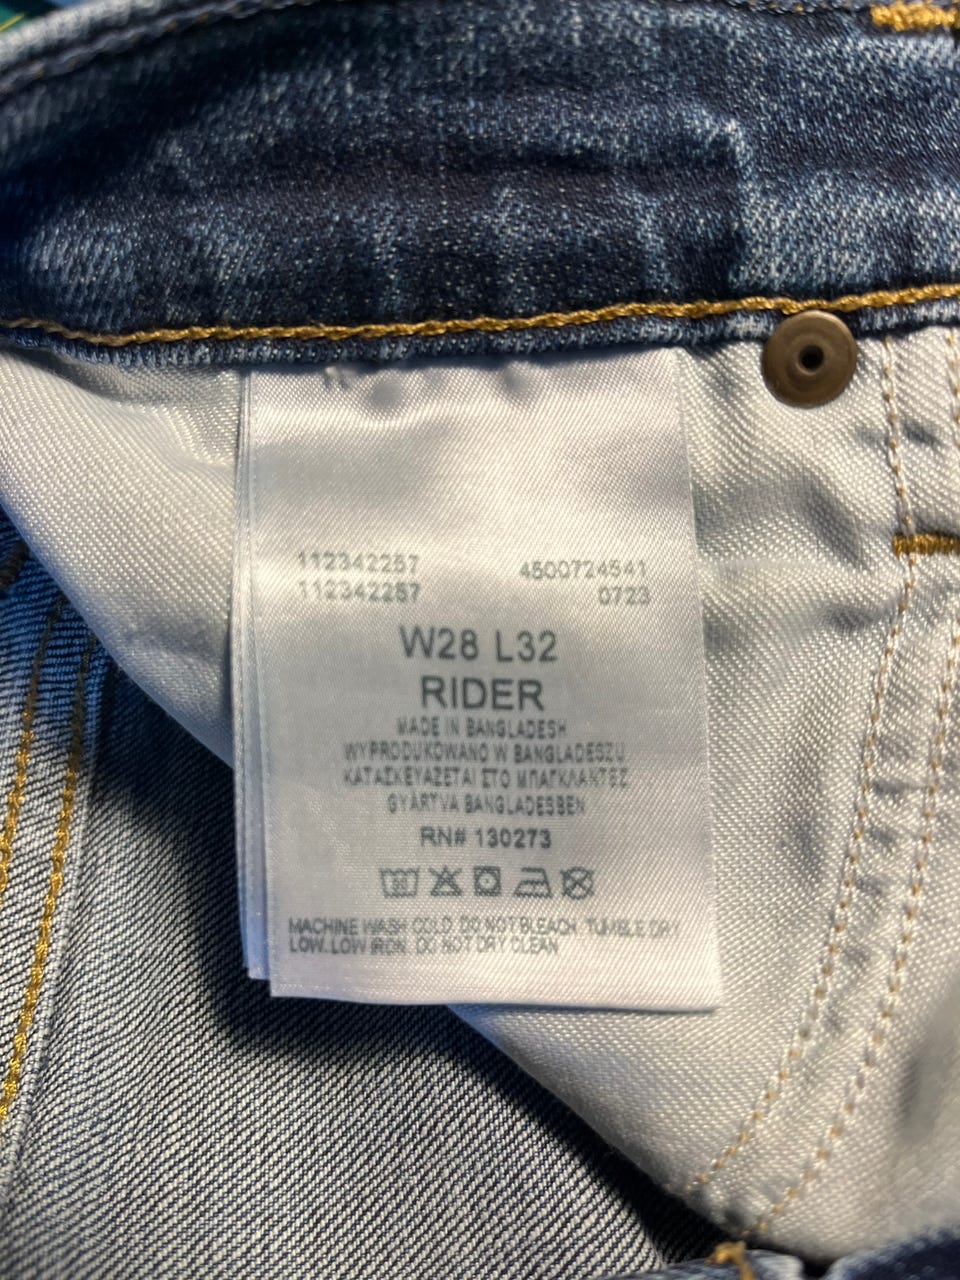 112342257 4500724541
112342257 0723
W28 L32
RIDER
MADE IN BANGLADESH
WYPRODUKOWANO W BANGLADESZU
ΚΑΤΑΣΚΕΥΑΖΕΤΑΙ ΣΤΟ ΜΠΑΓΚΛΑΝΤΕΣ
GYÁRTVA BANGLADESBEN
RN# 130273
MACHINE WASH COLD. DO NOT BLEACH. TUMBLE DRY
LOW. LOW IRON. DO NOT DRY CLEAN